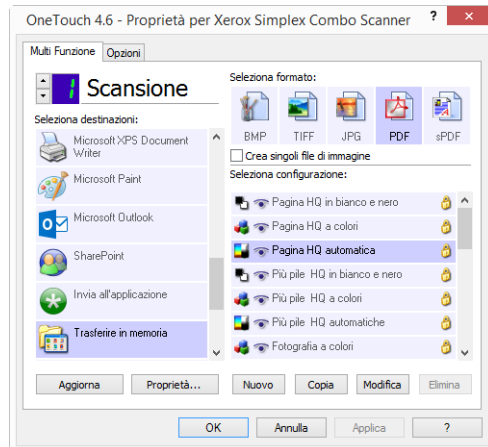 OneTouch 4.6 - Proprietà per Xerox Simplex Combo Scanner
?
Multi Funzione
Opzioni
1
Scansione
Seleziona destinazioni:
Microsoft XPS Document
Writer
Microsoft Paint
Microsoft Outlook
SharePoint
Invia all'applicazione
Trasferire in memoria
Aggiorna
Proprietà...
Seleziona formato:
BMP
TIFF
JPG
PDF
sPDF
Crea singoli file di immagine
Seleziona configurazione:
Pagina HQ in bianco e nero
Pagina HQ a colori
Pagina HQ automatica
Più pile HQ in bianco e nero
Più pile HQ a colori
Più pile HQ automatiche
Fotografia a colori
Nuovo
Copia
Modifica
Elimina
OK
Annulla
Applica
?